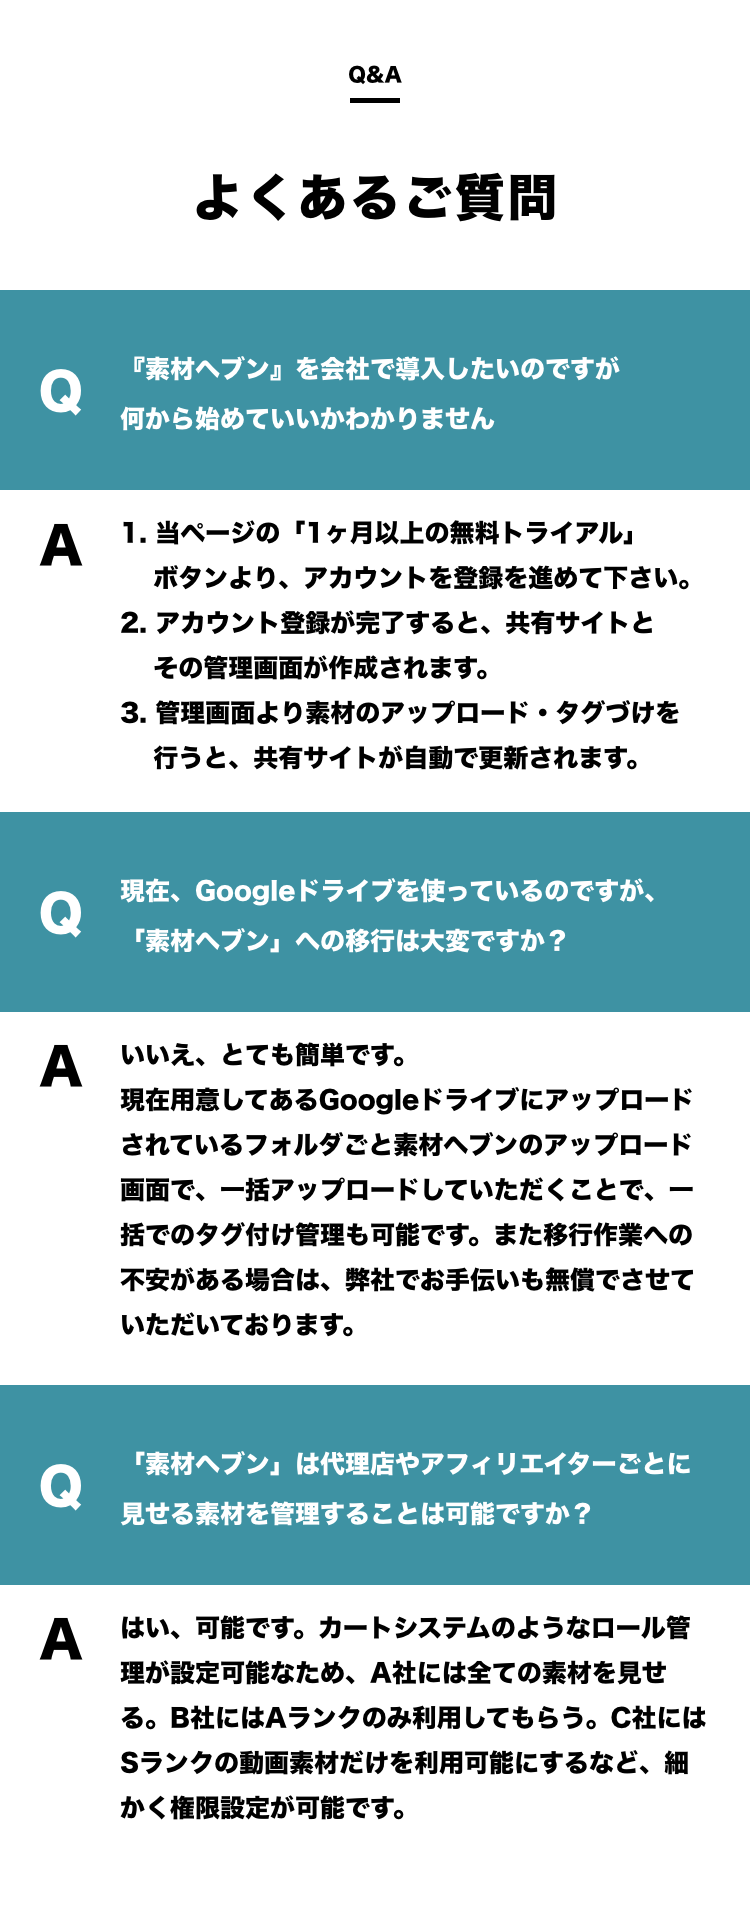 Q&A
よくあるご質問
Q
『素材ヘブン』を会社で導入したいのですが
何から始めていいかわかりません
A
1. 当ページの「1ヶ月以上の無料トライアル」
ボタンより、アカウントを登録を進めて下さい。
2. アカウント登録が完了すると、共有サイトと
その管理画面が作成されます。
3. 管理画面より素材のアップロード・タグづけを
行うと、共有サイトが自動で更新されます。
Q
現在、Googleドライブを使っているのですが、
「素材ヘブン」への移行は大変ですか？
A
いいえ、とても簡単です。
現在用意してあるGoogleドライブにアップロード
されているフォルダごと素材ヘブンのアップロード
画面で、一括アップロードしていただくことで、一
括でのタグ付け管理も可能です。また移行作業への
不安がある場合は、弊社でお手伝いも無償でさせて
いただいております。
Q
「素材ヘブン」は代理店やアフィリエイターごとに
見せる素材を管理することは可能ですか？
A
はい、可能です。カートシステムのようなロール管
理が設定可能なため、A社には全ての素材を見せ
る。B社にはAランクのみ利用してもらう。C社には
Sランクの動画素材だけを利用可能にするなど、細
かく権限設定が可能です。